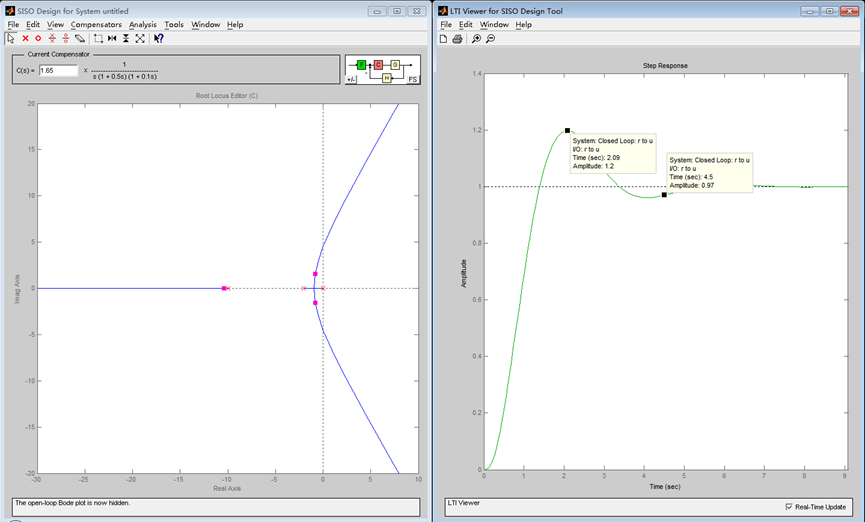 SISO Design for System untitled
File Edit View Compensators Analysis Tools Window Help
Current Compensator
C(s) = 1.65 x
1
s (1 + 0.5s) (1 + 0.1s)
F C G
H
+/- FS
Root Locus Editor (C)
20
15
10
5
0
-5
-10
-15
-20
Imag Axis
-30 -25 -20 -15 -10 -5 0 5 10
Real Axis
The open-loop Bode plot is now hidden.
LTI Viewer for SISO Design Tool
File Edit Window Help
Step Response
1.4
1.2
1
0.8
0.6
0.4
0.2
0
Amplitude
System: Closed Loop: r to u
I/O: r to u
Time (sec): 2.09
Amplitude: 1.2
System: Closed Loop: r to u
I/O: r to u
Time (sec): 4.5
Amplitude: 0.97
0 1 2 3 4 5 6 7 8 9
Time (sec)
LTI Viewer
Real-Time Update